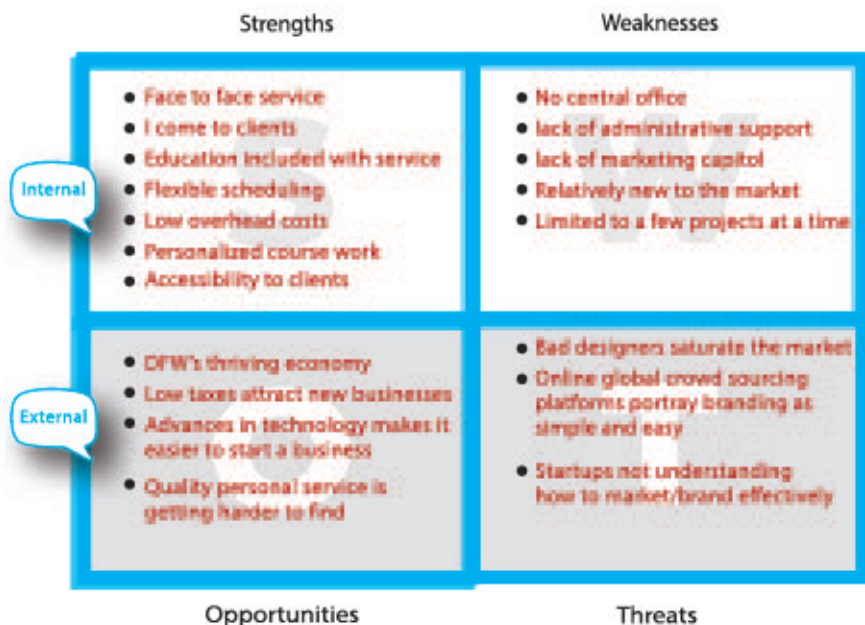 Strengths
Weaknesses
Internal
Face to face service
I come to clients
Education included with service
Flexible scheduling
Low overhead costs
Personalized course work
Accessibility to clients
No central office
lack of administrative support
lack of marketing capitol
Relatively new to the market
Limited to a few projects at a time
S
W
External
DFW's thriving economy
Low taxes attract new businesses
Advances in technology makes it
easier to start a business
Quality personal service is
getting harder to find
Bad designers saturate the market
Online global crowd sourcing
platforms portray branding as
simple and easy
Startups not understanding
how to market/brand effectively
O
T
Opportunities
Threats